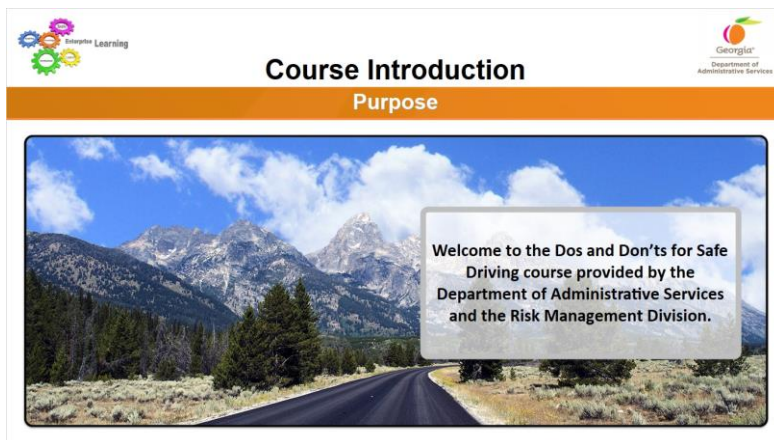 Enterprise Learning
Georgia
Department of
Administrative Services
Course Introduction
Purpose
Welcome to the Dos and Don'ts for Safe
Driving course provided by the
Department of Administrative Services
and the Risk Management Division.